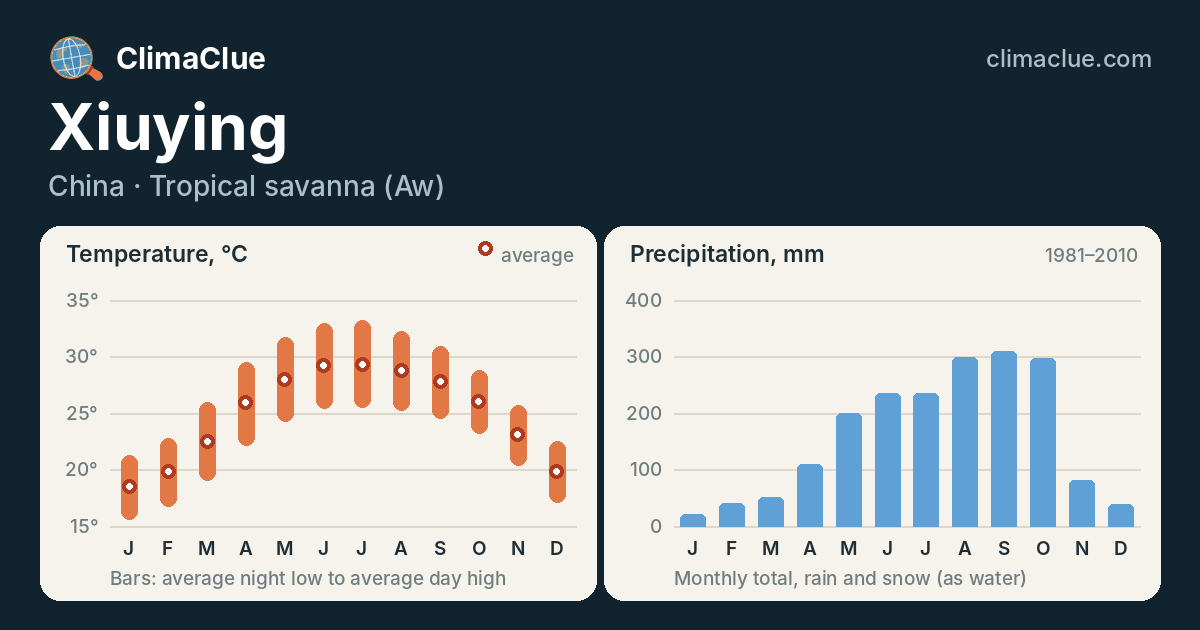 ClimaClue
climaclue.com
Xiuying
China · Tropical savanna (Aw)
Temperature, °C
average
35°
30°
25°
20°
15°
J F M A M J J A S O N D
Bars: average night low to average day high
Precipitation, mm
1981–2010
400
300
200
100
0
J F M A M J J A S O N D
Monthly total, rain and snow (as water)